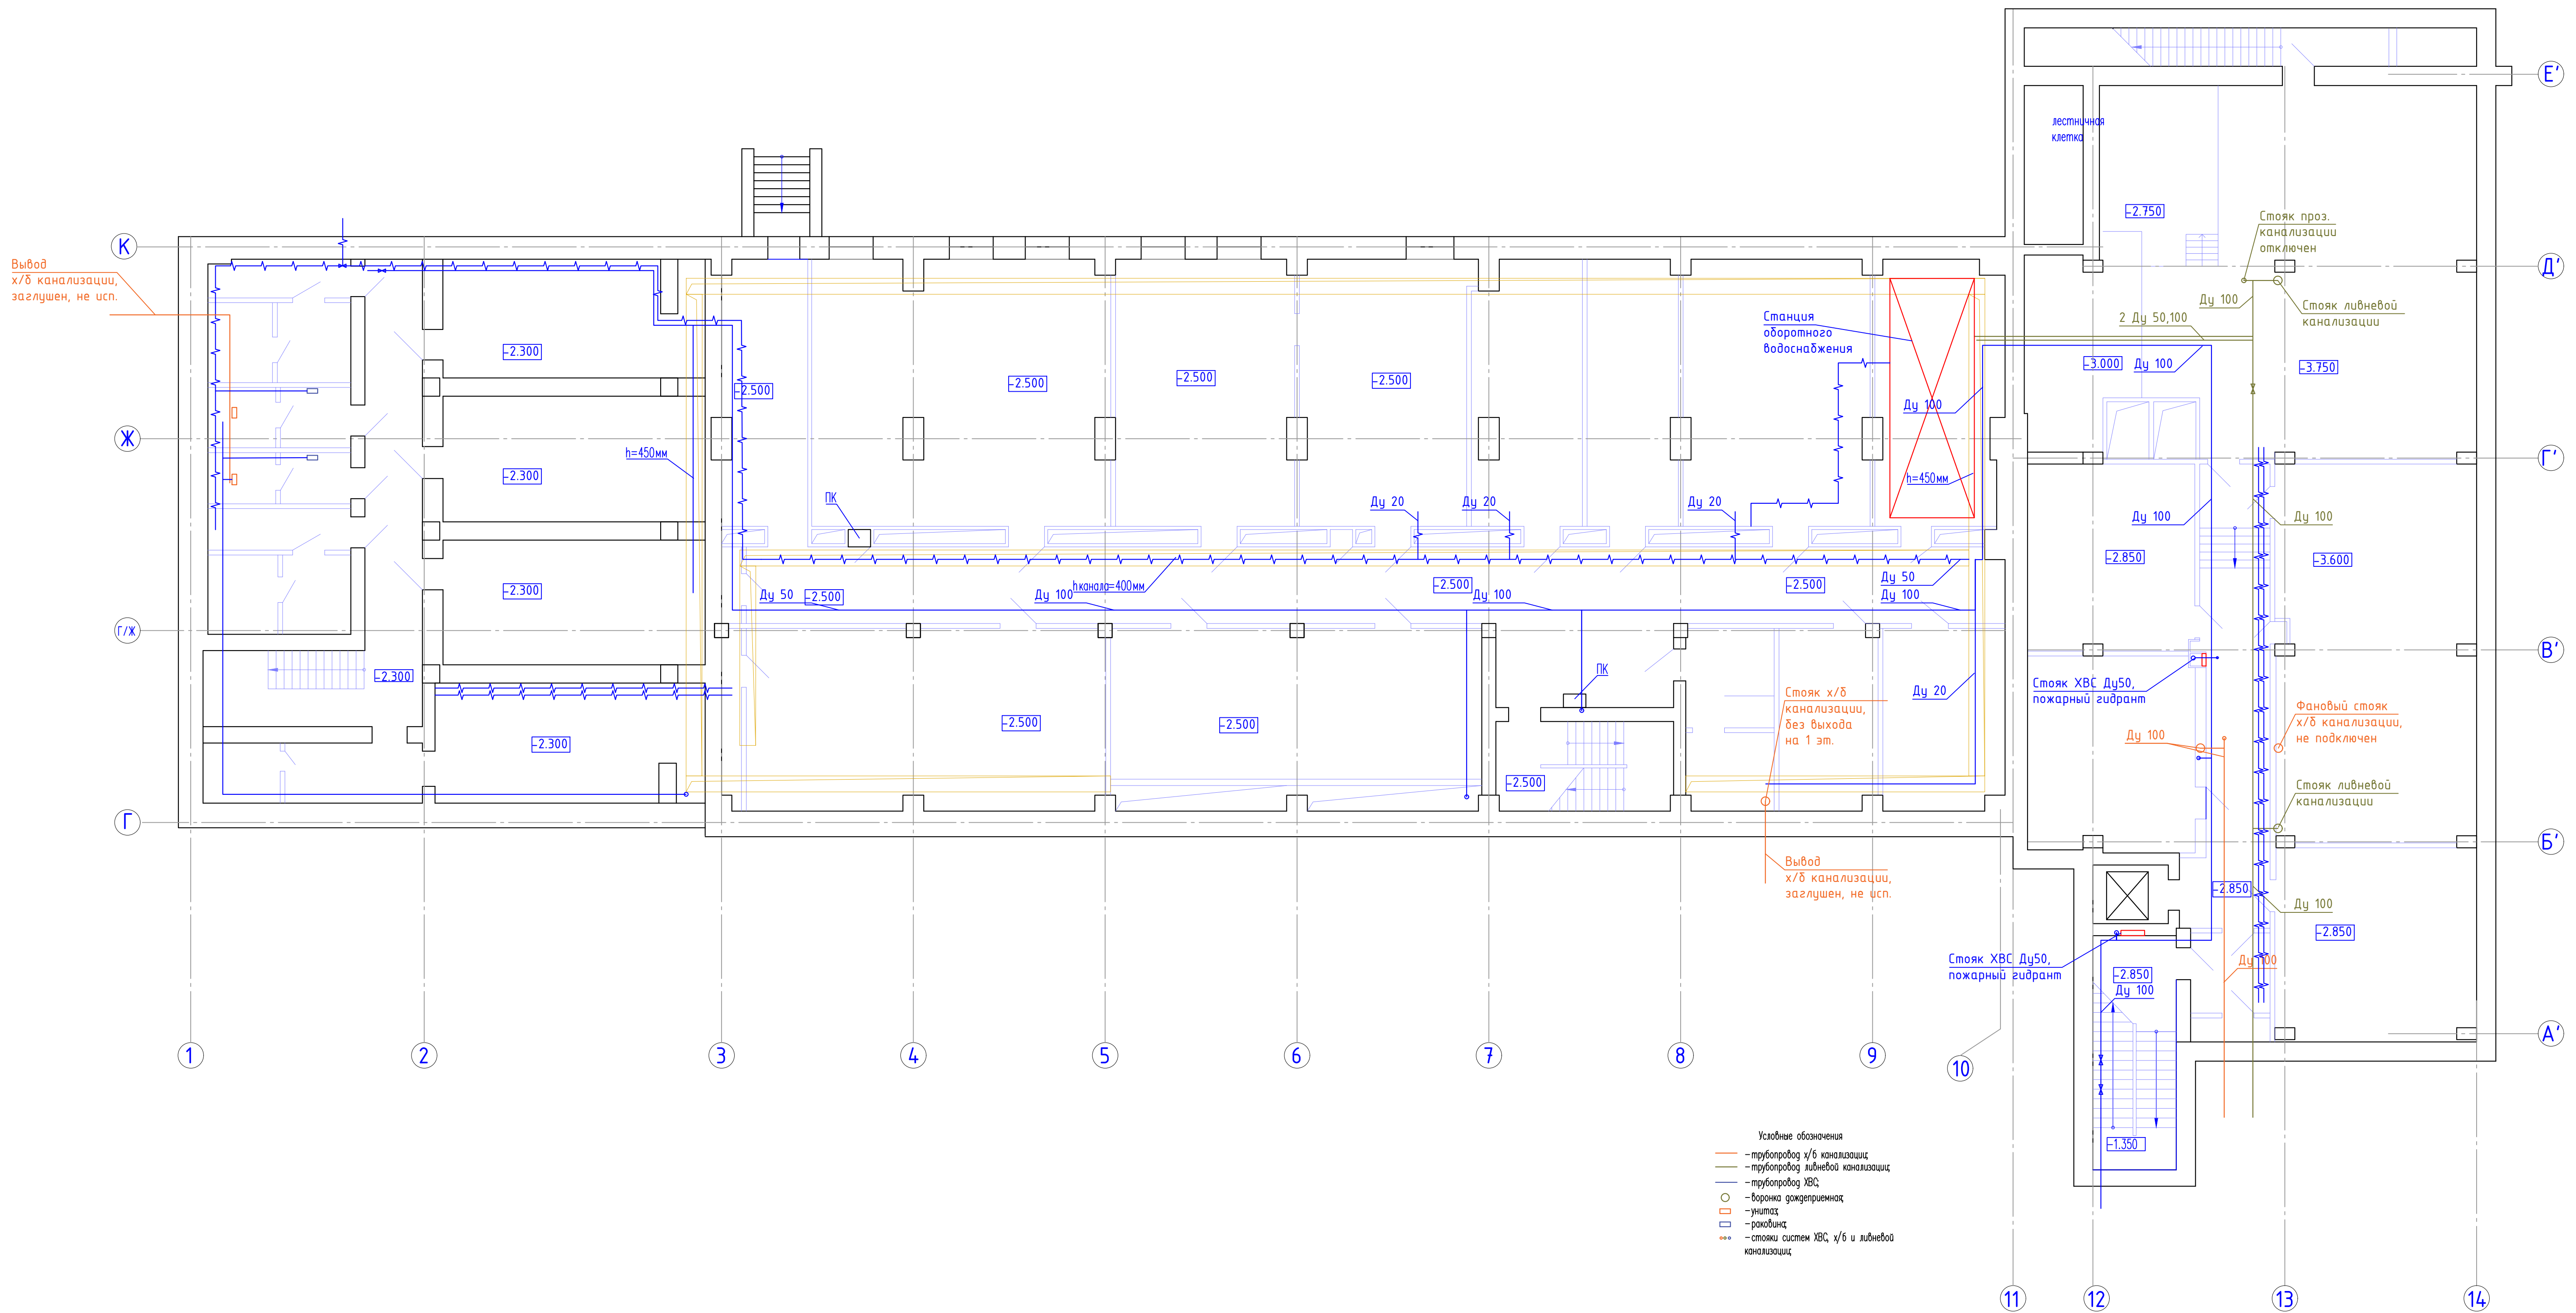 Е'
лестничная
клетка
-2.750
Стояк проз.
канализации
отключен
К
Вывод
х/б канализации,
заглушен, не исп.
Д'
Ду 100
Стояк ливневой
канализации
2 Ду 50,100
Станция
оборотного
водоснабжения
-2.300
-2.500
-2.500
-2.500
-2.500
-3.000
Ду 100
-3.750
Ду 100
Ж
h=450мм
Г'
-2.300
h=450мм
ПК
Ду 20
Ду 20
Ду 20
Ду 100
Ду 100
-2.850
-3.600
-2.300
hканала=400мм
-2.500
-2.500
Ду 50
Ду 50
-2.500
Ду 100
Ду 100
Ду 100
Г/Ж
В'
-2.300
ПК
Стояк ХВС Ду50,
пожарный гидрант
Ду 20
Стояк х/б
канализации,
без выхода
на 1 эт.
Фановый стояк
х/б канализации,
не подключен
-2.500
-2.500
Ду 100
-2.300
-2.500
Стояк ливневой
канализации
Г
Б'
Вывод
х/б канализации,
заглушен, не исп.
-2.850
Ду 100
-2.850
Стояк ХВС Ду50,
пожарный гидрант
Ду 100
-2.850
Ду 100
А'
1
2
3
4
5
6
7
8
9
10
-1.350
Условные обозначения
-трубопровод х/б канализации;
-трубопровод ливневой канализации;
-трубопровод ХВС;
-воронка дождеприемная;
-унитаз;
-раковина;
-стояки систем ХВС, х/б и ливневой
канализации;
11
12
13
14